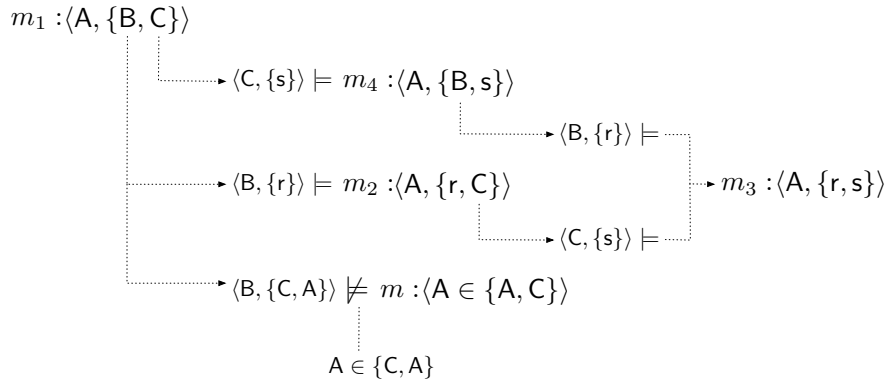 m₁ :⟨A, {B, C}⟩
⟨C, {s}⟩ ⊨ m₄ :⟨A, {B, s}⟩
⟨B, {r}⟩ ⊨
⟨B, {r}⟩ ⊨ m₂ :⟨A, {r, C}⟩
m₃ :⟨A, {r, s}⟩
⟨C, {s}⟩ ⊨
⟨B, {C, A}⟩ ⊭ m :⟨A ∈ {A, C}⟩
A ∈ {C, A}